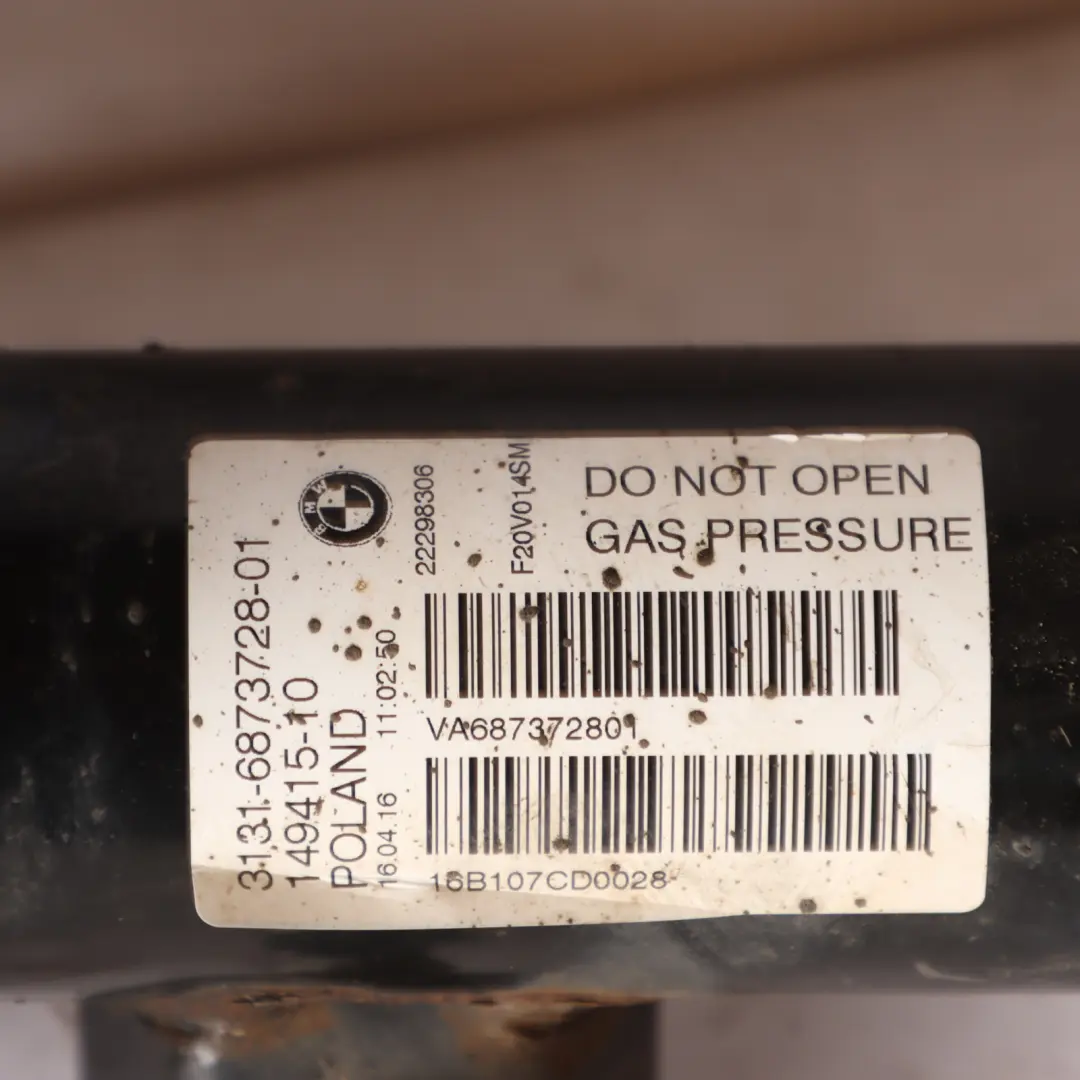 DO NOT OPEN
GAS PRESSURE
VA687372801
16B107CD0028
3131-6873728-01
149415-10
POLAND
16.04.16 11:02:50
22298306
F20V014SM
BMW